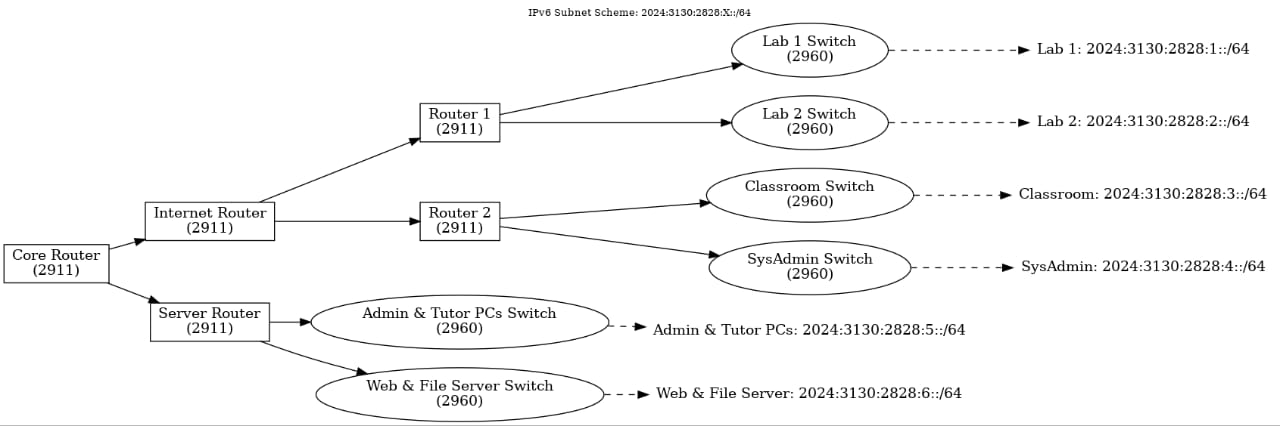 IPv6 Subnet Scheme: 2024:3130:2828:X::/64
Lab 1 Switch
(2960)
Lab 1: 2024:3130:2828:1::/64
Router 1
(2911)
Lab 2 Switch
(2960)
Lab 2: 2024:3130:2828:2::/64
Classroom Switch
(2960)
Classroom: 2024:3130:2828:3::/64
Internet Router
(2911)
Router 2
(2911)
Core Router
(2911)
SysAdmin Switch
(2960)
SysAdmin: 2024:3130:2828:4::/64
Server Router
(2911)
Admin & Tutor PCs Switch
(2960)
Admin & Tutor PCs: 2024:3130:2828:5::/64
Web & File Server Switch
(2960)
Web & File Server: 2024:3130:2828:6::/64